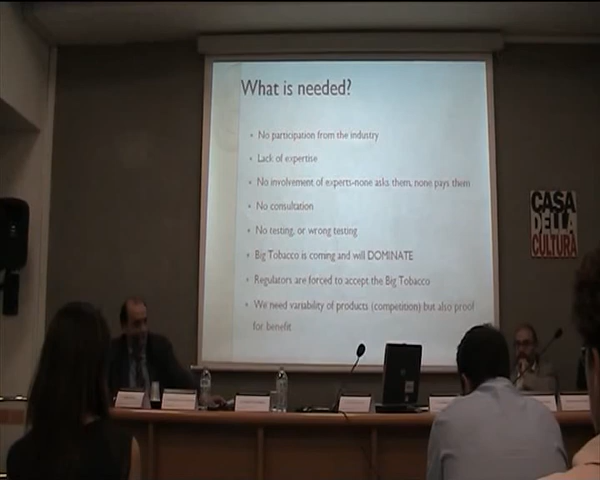 What is needed?
No participation from the industry
Lack of expertise
No involvement of experts-none asks them, none pays them
No consultation
No testing, or wrong testing
Big Tobacco is coming and will DOMINATE
Regulators are forced to accept the Big Tobacco
We need variability of products (competition) but also proof
for benefit
CASA
DELLA
CULTURA